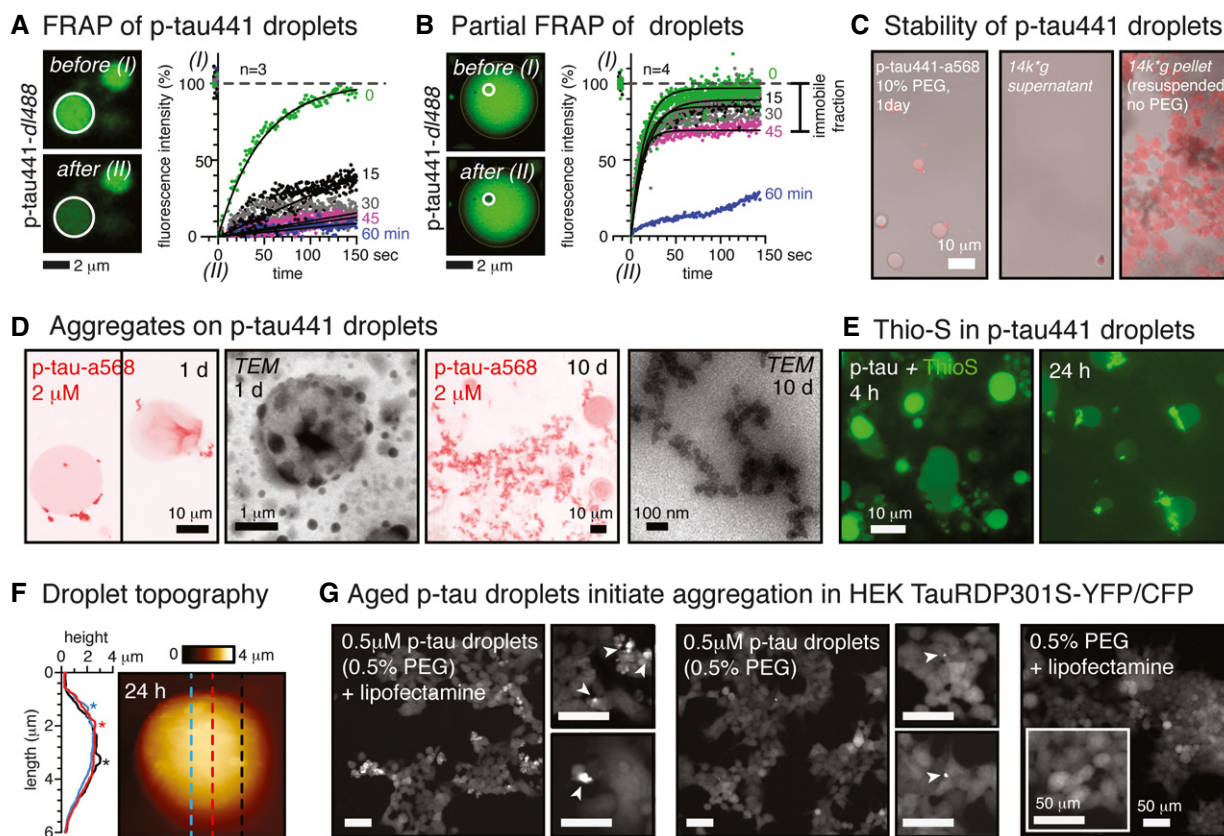 A FRAP of p-tau441 droplets
p-tau441-dl488
before (I)
after (II)
2 μm
fluorescence intensity (%)
(I)
n=3
100
50
0
0
15
30
45
60 min
0 50 100 150 sec
(II)
time
B Partial FRAP of droplets
p-tau441-dl488
before (I)
after (II)
2 μm
fluorescence intensity (%)
(I)
n=4
100
50
0
0
15
30
45
60 min
immobile
fraction
0 50 100 150 sec
(II)
time
C Stability of p-tau441 droplets
p-tau441-a568
10% PEG,
1day
10 μm
14k*g
supernatant
14k*g pellet
(resuspended
no PEG)
D Aggregates on p-tau441 droplets
p-tau-a568
2 μM
1 d
10 μm
TEM
1 d
1 μm
p-tau-a568
2 μM
10 d
10 μm
TEM
10 d
100 nm
E Thio-S in p-tau441 droplets
p-tau + ThioS
4 h
10 μm
24 h
F Droplet topography
height
0 2 4 μm
0 4 μm
length (μm)
0
2
4
6
*
*
*
24 h
G Aged p-tau droplets initiate aggregation in HEK TauRDP301S-YFP/CFP
0.5μM p-tau droplets
(0.5% PEG)
+ lipofectamine
0.5μM p-tau droplets
(0.5% PEG)
0.5% PEG
+ lipofectamine
50 μm
50 μm